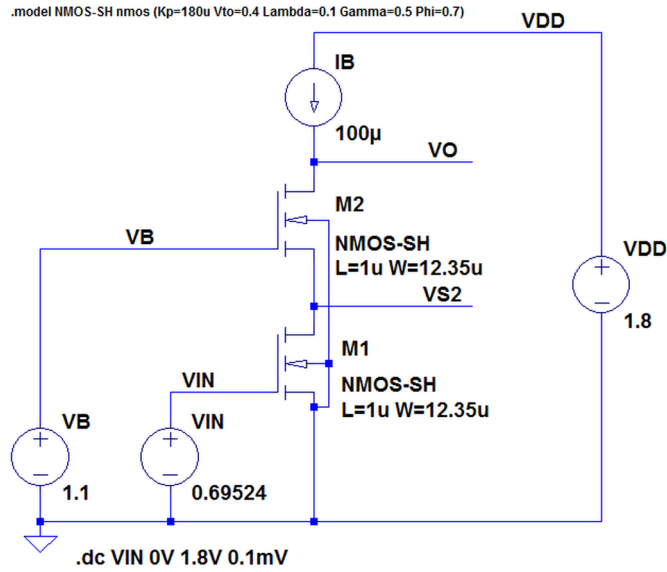 .model NMOS-SH nmos (Kp=180u Vto=0.4 Lambda=0.1 Gamma=0.5 Phi=0.7)
VDD
IB
100µ
VO
M2
VB
NMOS-SH
L=1u W=12.35u
VDD
VS2
1.8
M1
VIN
NMOS-SH
L=1u W=12.35u
VB
VIN
1.1
0.69524
.dc VIN 0V 1.8V 0.1mV